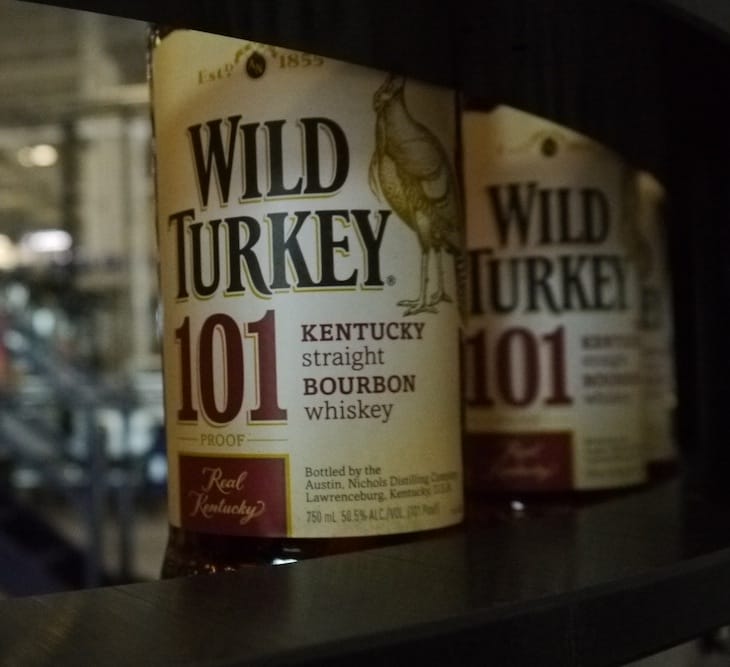 Est.D 1855
WILD
TURKEY®
101
PROOF
KENTUCKY
straight
BOURBON
whiskey
Real
Kentucky
Bottled by the
Austin, Nichols Distilling Company
Lawrenceburg, Kentucky, U.S.A.
750 mL 50.5% ALC./VOL. (101 Proof)
WILD
TURKEY
101